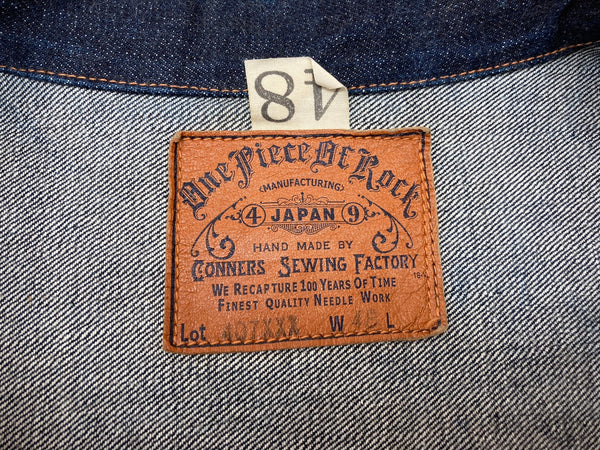 48
One Piece Of Rock
MANUFACTURING
4 JAPAN 9
HAND MADE BY
CONNERS SEWING FACTORY
WE RECAPTURE 100 YEARS OF TIME
FINEST QUALITY NEEDLE WORK
Lot W L